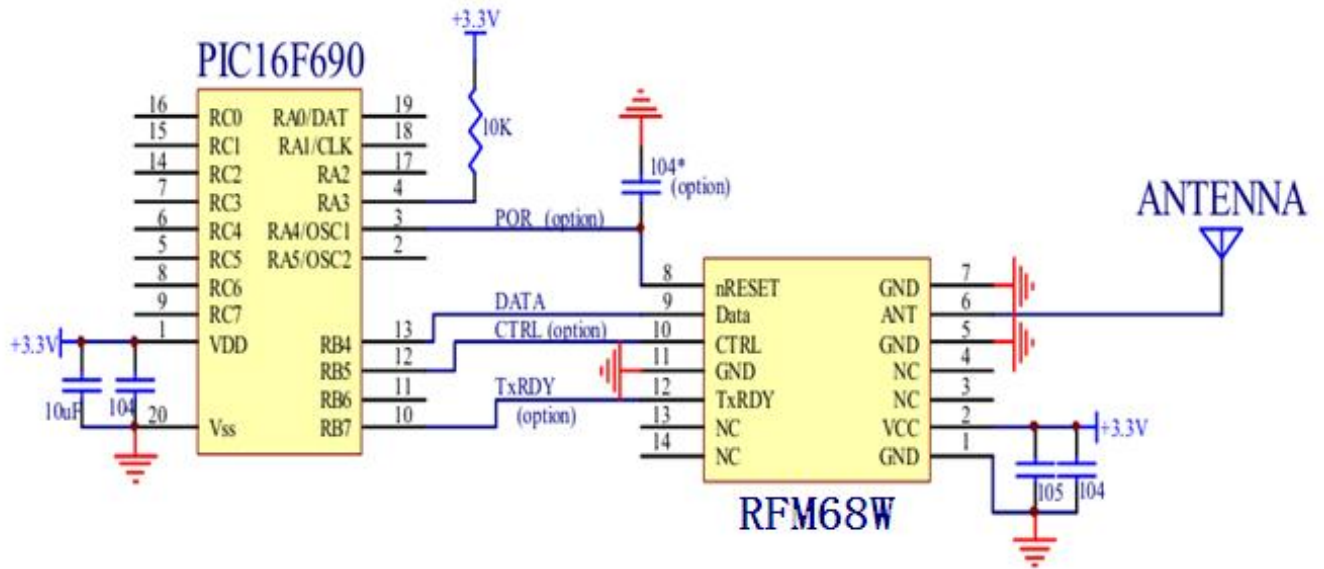 +3.3V
PIC16F690
10K
16 RC0 RA0/DAT 19
15 RC1 RA1/CLK 18
14 RC2 RA2 17
7 RC3 RA3 4
6 RC4 RA4/OSC1 3
5 RC5 RA5/OSC2 2
8 RC6
9 RC7
1 VDD RB4 13
RB5 12
RB6 11
20 Vss RB7 10
+3.3V
10uF 104
104*
(option)
POR (option)
DATA
CTRL (option)
TxRDY
(option)
ANTENNA
8 nRESET GND 7
9 Data ANT 6
10 CTRL GND 5
11 GND NC 4
12 TxRDY NC 3
13 NC VCC 2
14 NC GND 1
+3.3V
105 104
RFM68W